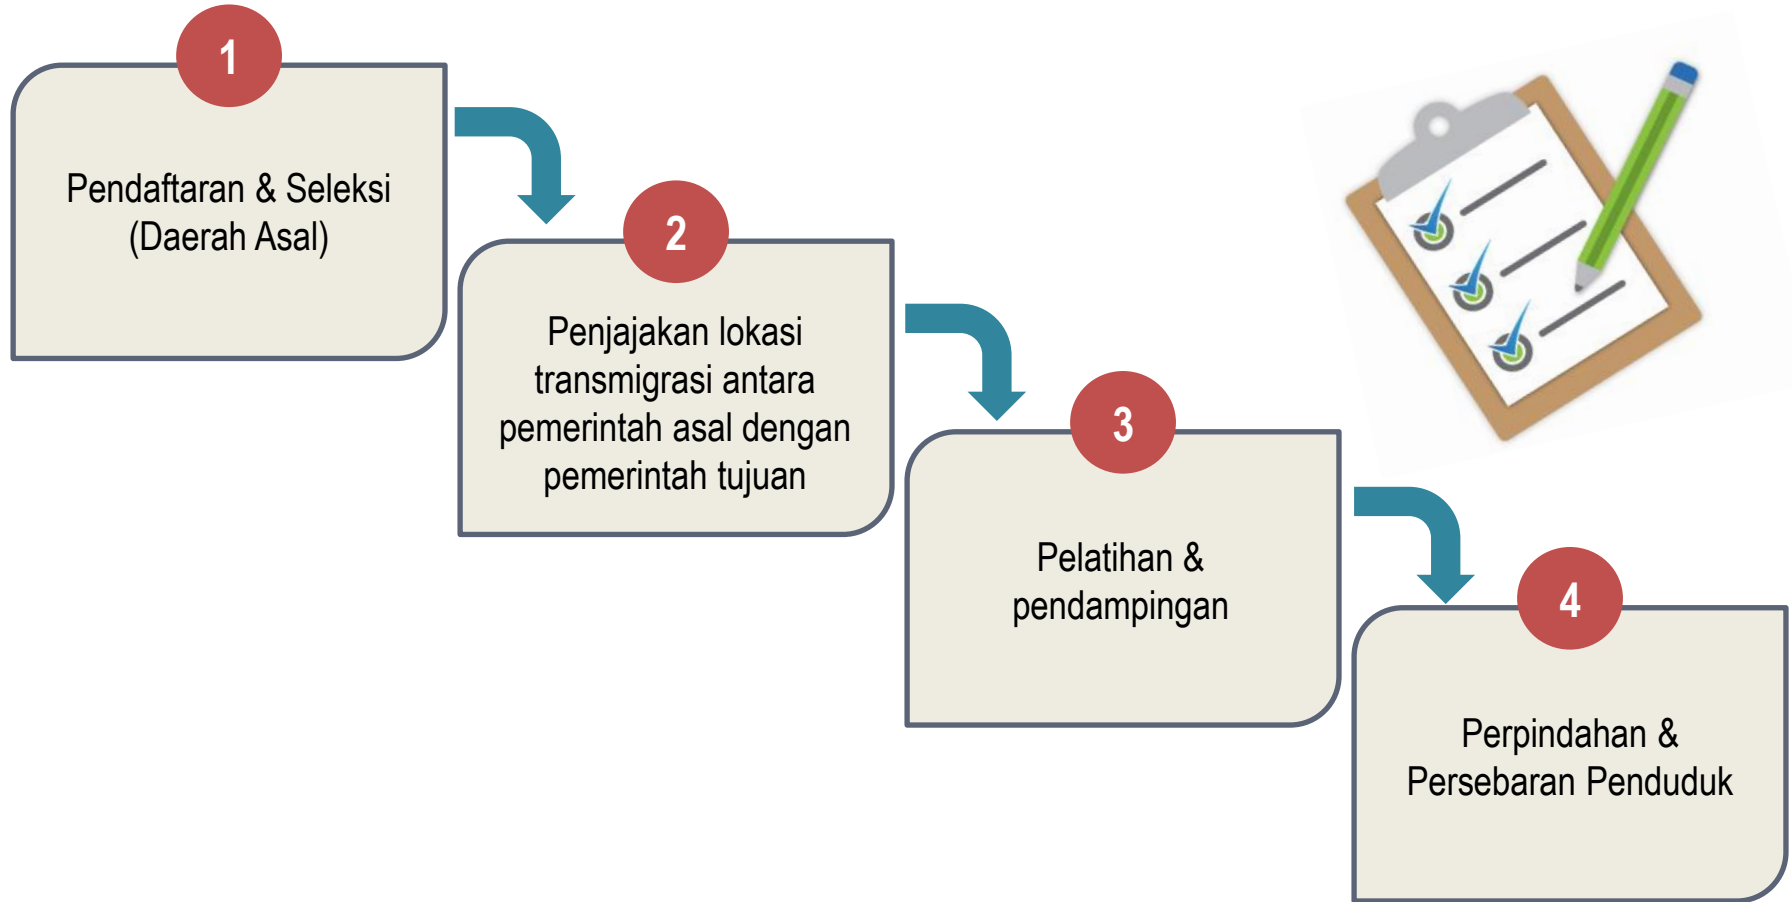 1
Pendaftaran & Seleksi
(Daerah Asal)
2
Penjajakan lokasi
transmigrasi antara
pemerintah asal dengan
pemerintah tujuan
3
Pelatihan &
pendampingan
4
Perpindahan &
Persebaran Penduduk